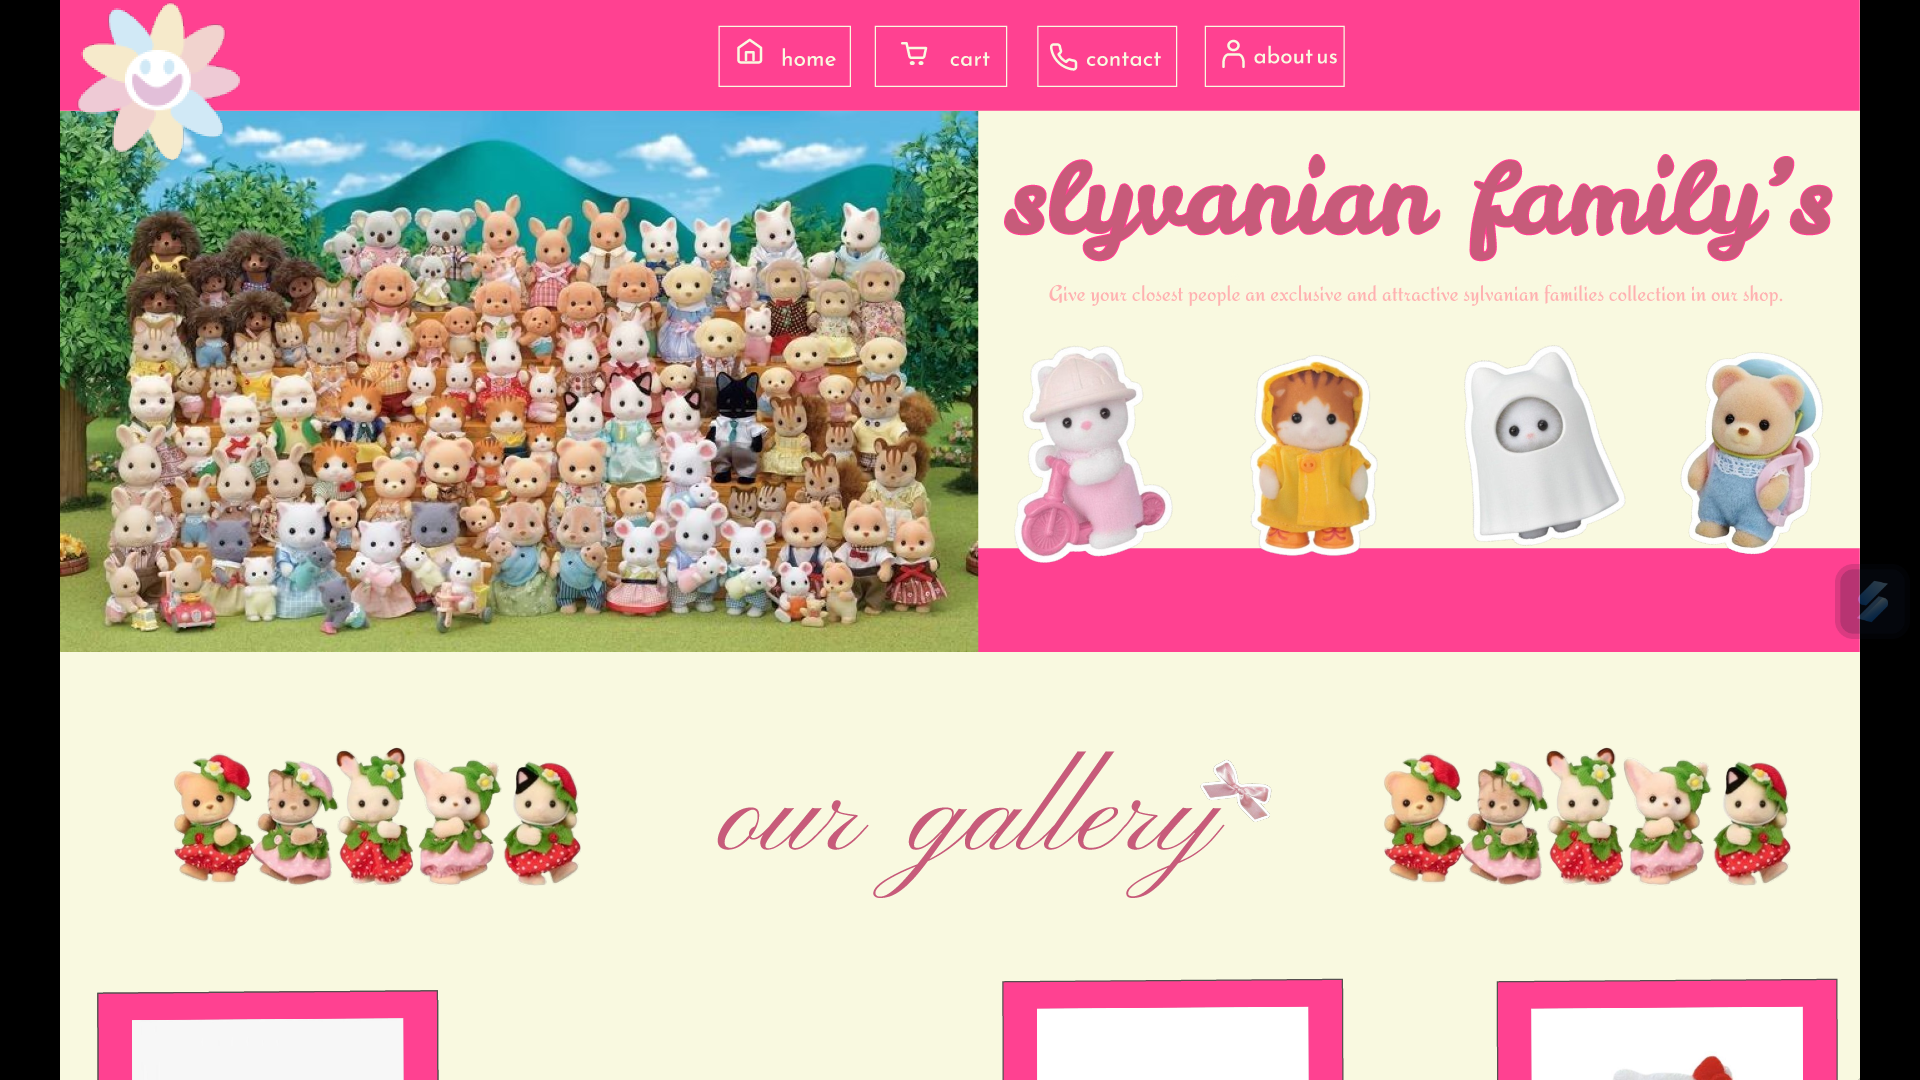 home
cart
contact
about us
slyvanian family's
Give your closest people an exclusive and attractive sylvanian families collection in our shop.
our gallery